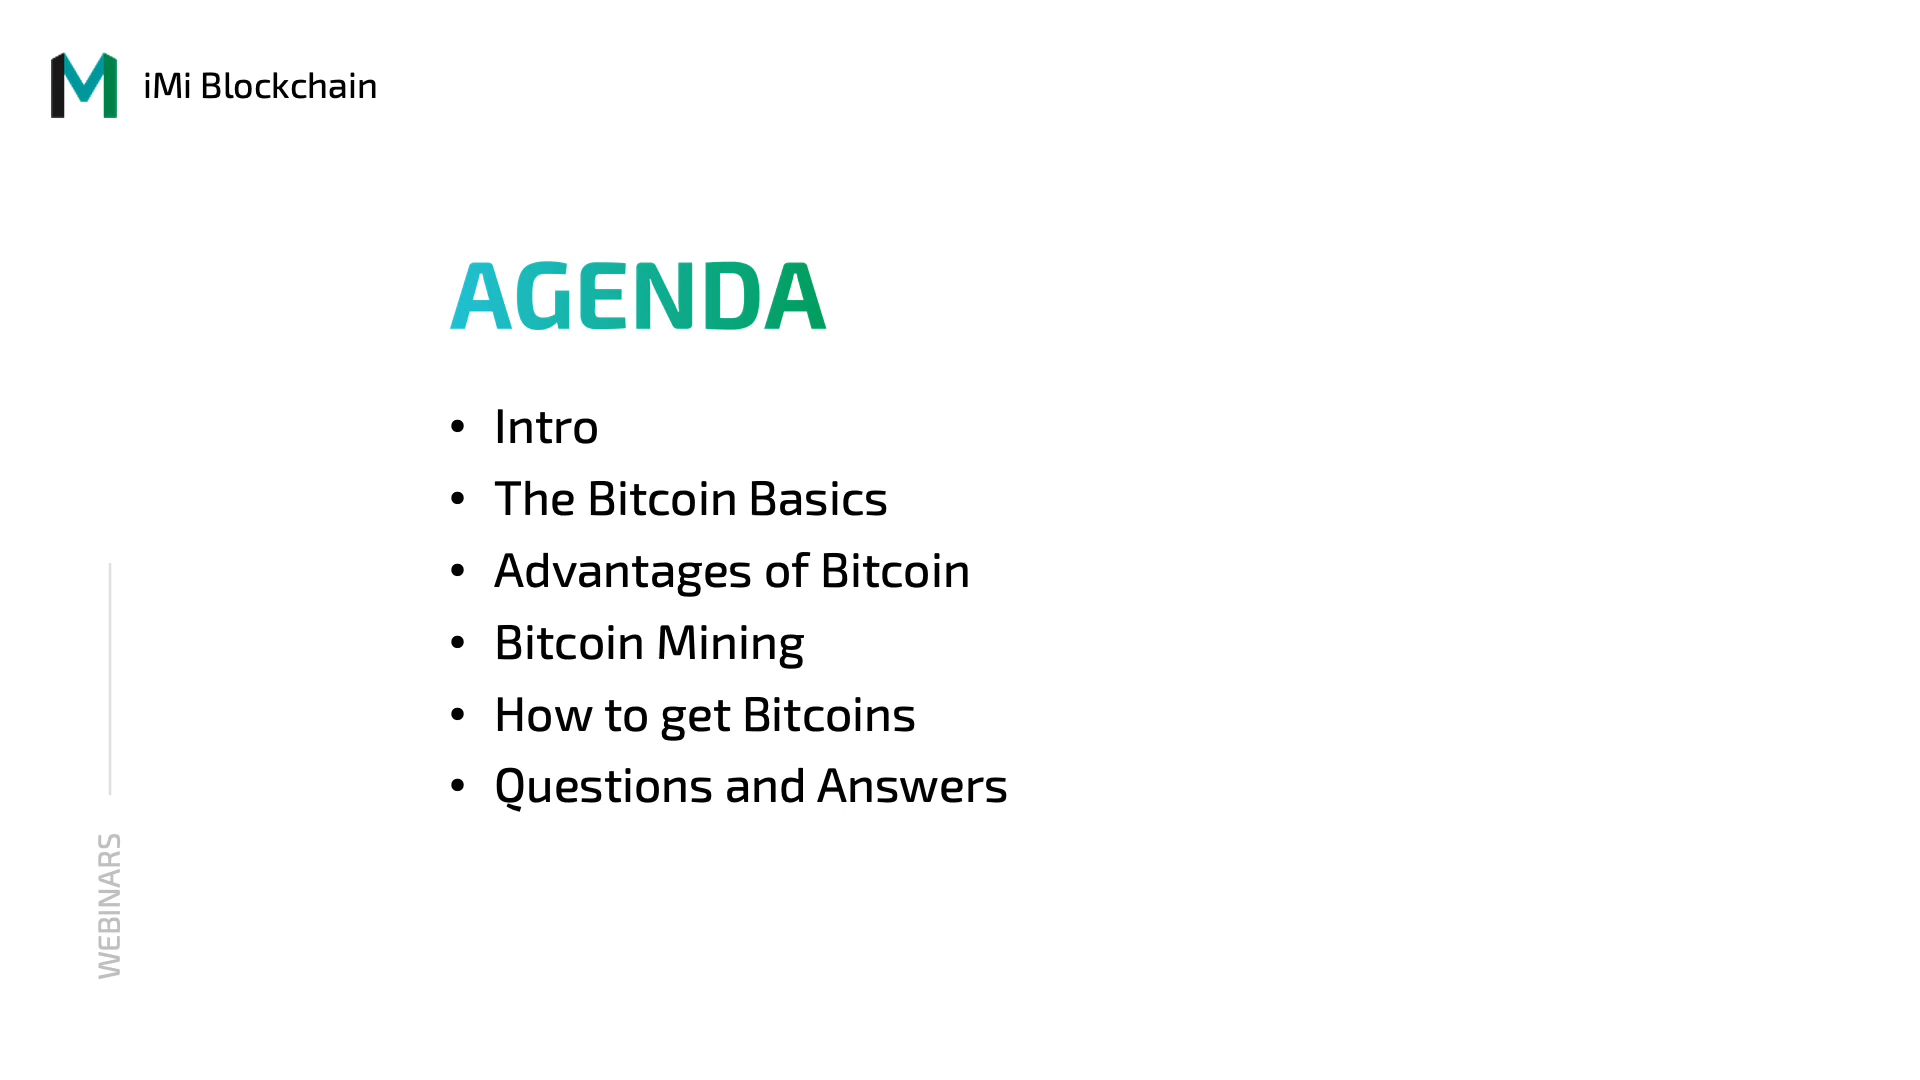 iMi Blockchain
AGENDA
• Intro
• The Bitcoin Basics
• Advantages of Bitcoin
• Bitcoin Mining
• How to get Bitcoins
• Questions and Answers
WEBINARS